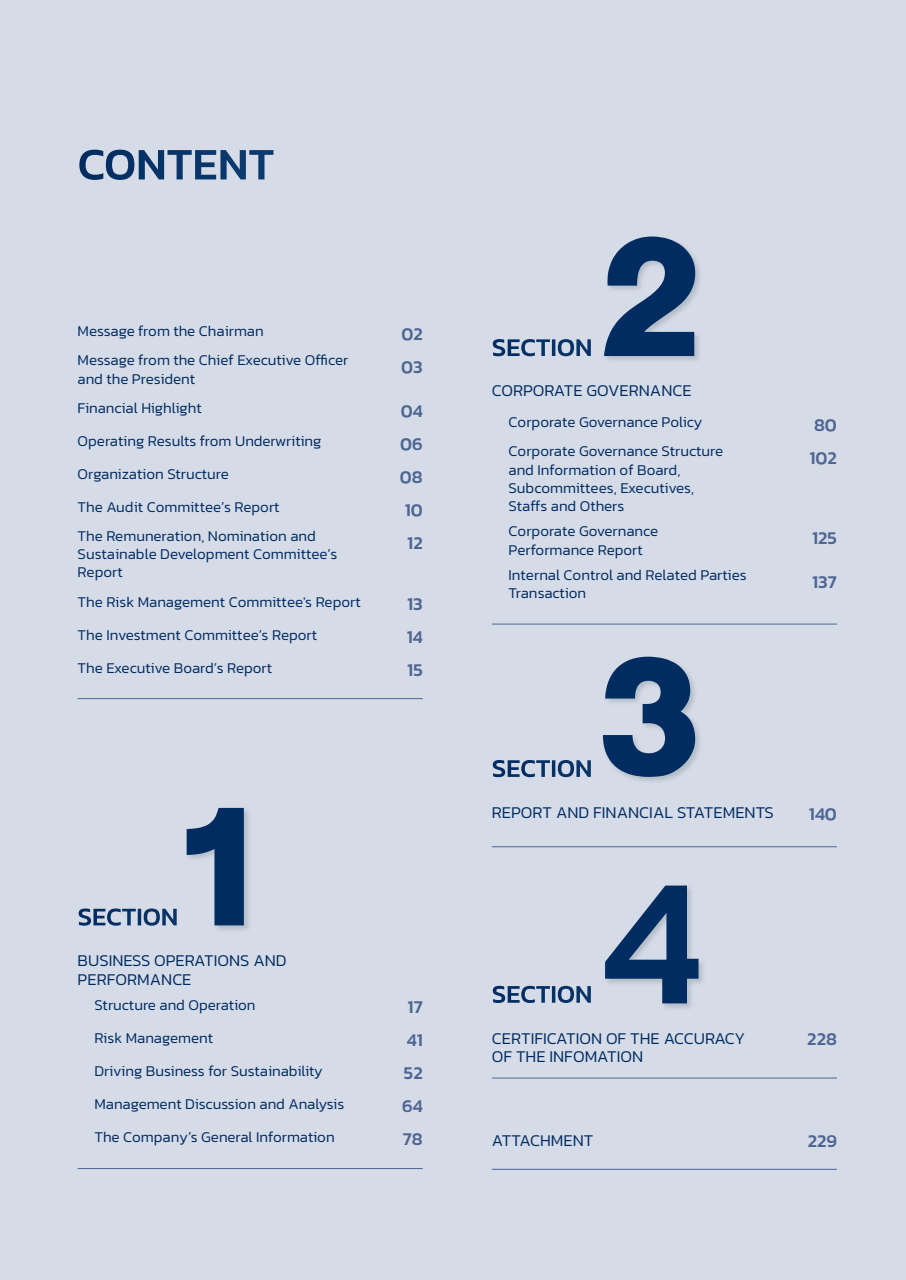 CONTENT
Message from the Chairman 02
Message from the Chief Executive Officer
and the President 03
Financial Highlight 04
Operating Results from Underwriting 06
Organization Structure 08
The Audit Committee's Report 10
The Remuneration, Nomination and
Sustainable Development Committee's
Report 12
The Risk Management Committee's Report 13
The Investment Committee's Report 14
The Executive Board's Report 15
SECTION 1
BUSINESS OPERATIONS AND
PERFORMANCE
Structure and Operation 17
Risk Management 41
Driving Business for Sustainability 52
Management Discussion and Analysis 64
The Company's General Information 78
SECTION 2
CORPORATE GOVERNANCE
Corporate Governance Policy 80
Corporate Governance Structure 102
and Information of Board,
Subcommittees, Executives,
Staffs and Others
Corporate Governance 125
Performance Report
Internal Control and Related Parties 137
Transaction
SECTION 3
REPORT AND FINANCIAL STATEMENTS 140
SECTION 4
CERTIFICATION OF THE ACCURACY 228
OF THE INFOMATION
ATTACHMENT 229